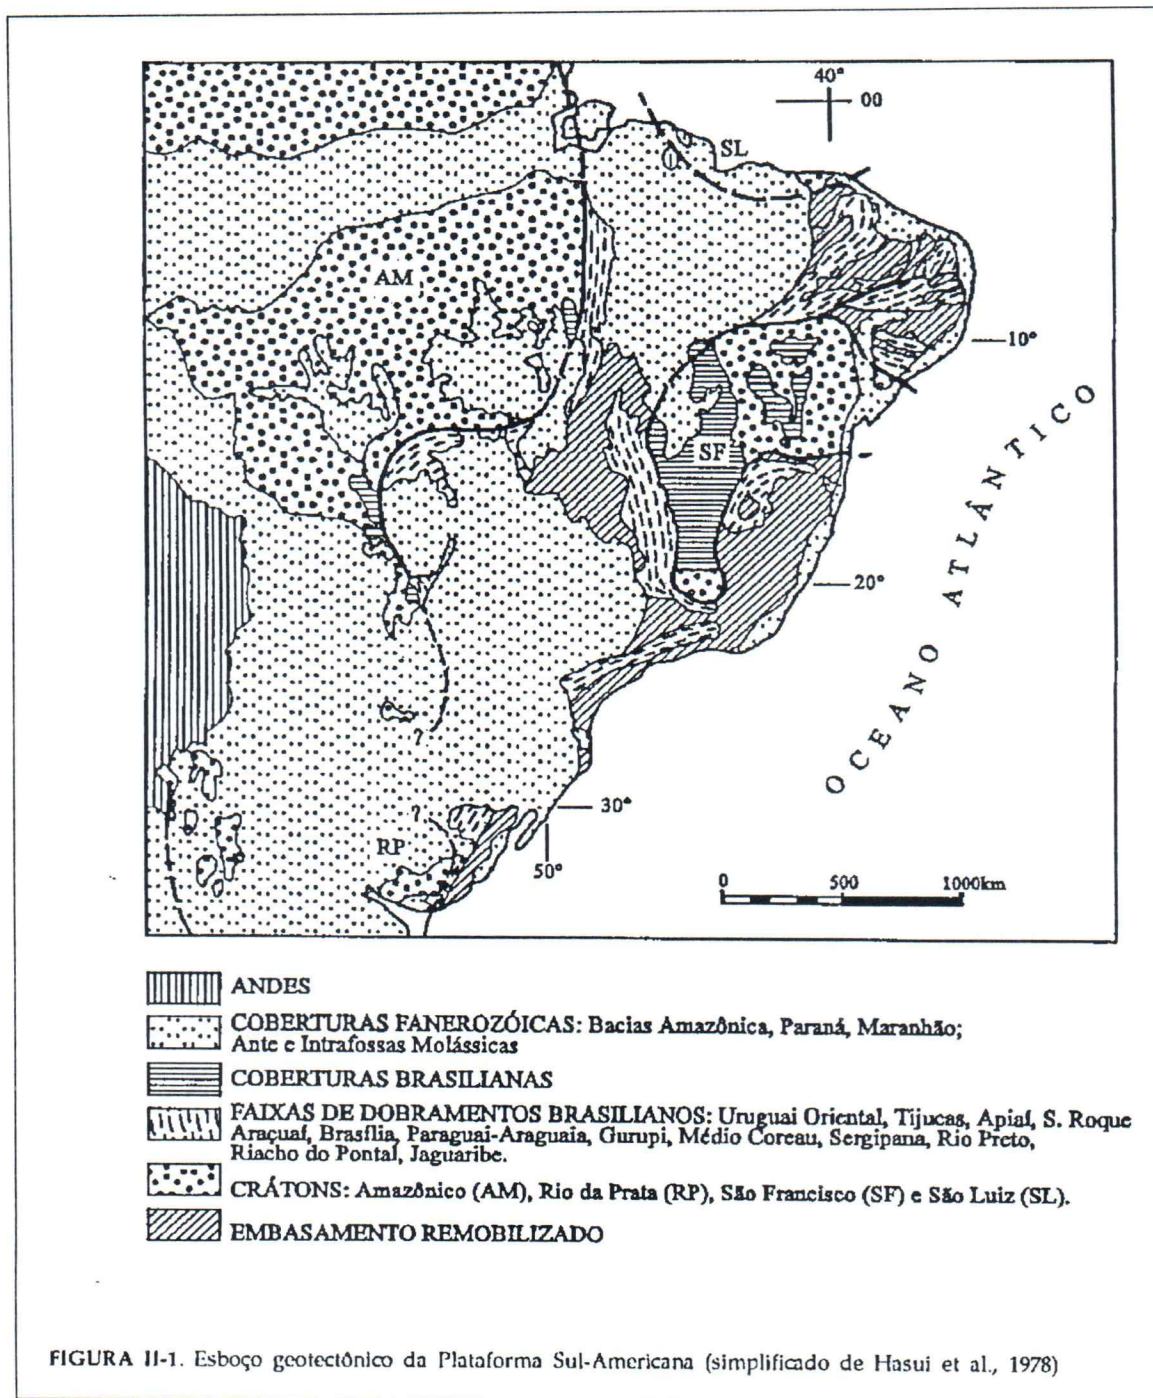 40°
00
SL
AM
10°
SF
20°
OCEANO ATLÂNTICO
?
30°
?
RP
50°
0 500 1000km
ANDES
COBERTURAS FANEROZÓICAS: Bacias Amazônica, Paraná, Maranhão;
Ante e Intrafossas Molássicas
COBERTURAS BRASILIANAS
FAIXAS DE DOBRAMENTOS BRASILIANOS: Uruguai Oriental, Tijucas, Apiaí, S. Roque
Araçuaí, Brasília, Paraguai-Araguaia, Gurupi, Médio Coreau, Sergipana, Rio Preto,
Riacho do Pontal, Jaguaribe.
CRÁTONS: Amazônico (AM), Rio da Prata (RP), São Francisco (SF) e São Luiz (SL).
EMBASAMENTO REMOBILIZADO
FIGURA II-1. Esboço geotectônico da Plataforma Sul-Americana (simplificado de Hasui et al., 1978)